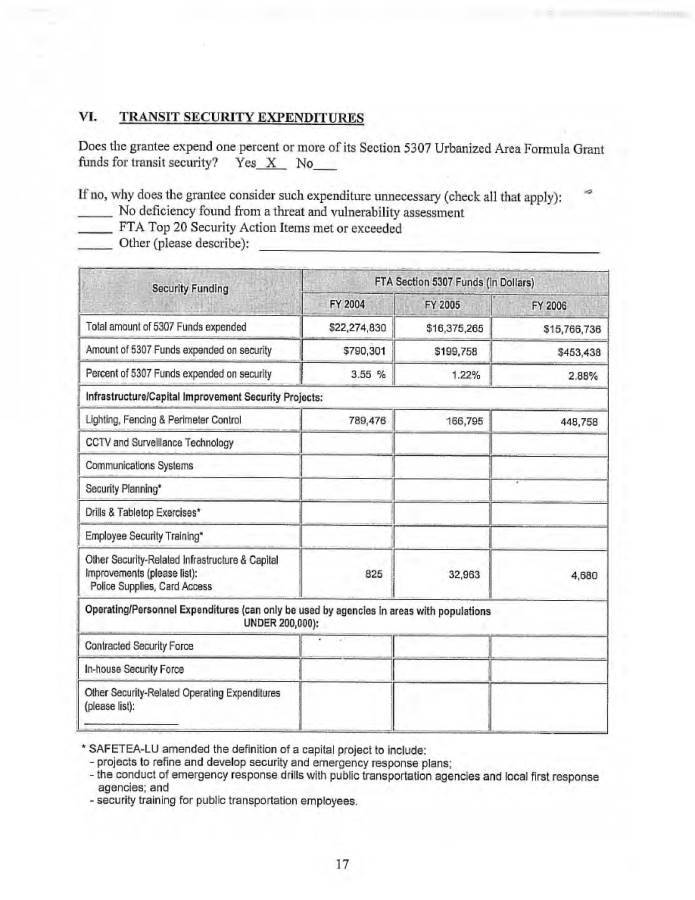 VI. TRANSIT SECURITY EXPENDITURES
Does the grantee expend one percent or more of its Section 5307 Urbanized Area Formula Grant
funds for transit security? Yes X No___
If no, why does the grantee consider such expenditure unnecessary (check all that apply):
_____ No deficiency found from a threat and vulnerability assessment
_____ FTA Top 20 Security Action Items met or exceeded
_____ Other (please describe): _____
Security Funding
FTA Section 5307 Funds (in Dollars)
FY 2004 FY 2005 FY 2006
Total amount of 5307 Funds expended $22,274,830 $16,375,265 $15,766,736
Amount of 5307 Funds expended on security $790,301 $199,758 $453,438
Percent of 5307 Funds expended on security 3.55 % 1.22% 2.88%
Infrastructure/Capital Improvement Security Projects:
Lighting, Fencing & Perimeter Control 789,476 166,795 448,758
CCTV and Surveillance Technology
Communications Systems
Security Planning*
Drills & Tabletop Exercises*
Employee Security Training*
Other Security-Related Infrastructure & Capital
Improvements (please list):
Police Supplies, Card Access 825 32,963 4,680
Operating/Personnel Expenditures (can only be used by agencies in areas with populations
UNDER 200,000):
Contracted Security Force
In-house Security Force
Other Security-Related Operating Expenditures
(please list):
* SAFETEA-LU amended the definition of a capital project to include:
- projects to refine and develop security and emergency response plans;
- the conduct of emergency response drills with public transportation agencies and local first response
agencies; and
- security training for public transportation employees.
17